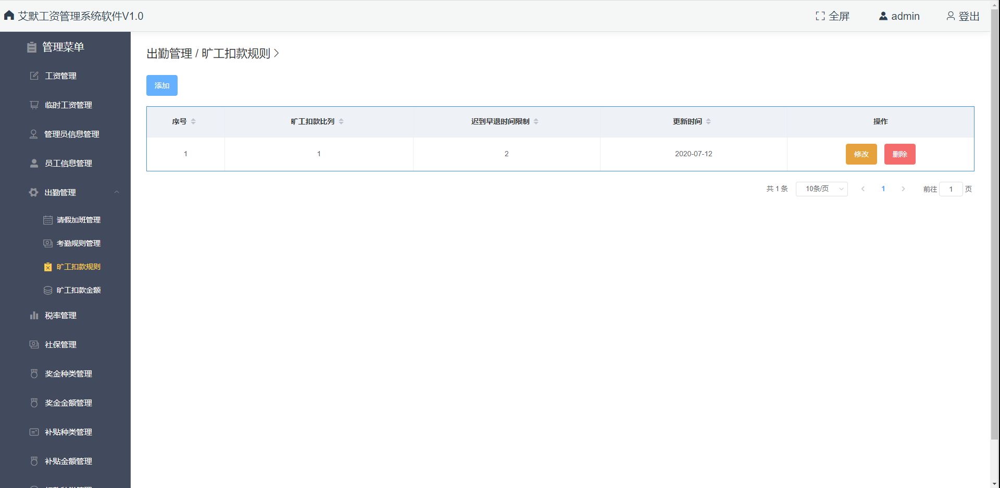 艾默工资管理系统软件V1.0
全屏
admin
登出
管理菜单
工资管理
临时工资管理
管理员信息管理
员工信息管理
出勤管理
请假加班管理
考勤规则管理
旷工扣款规则
旷工扣款金额
税率管理
社保管理
奖金种类管理
奖金金额管理
补贴种类管理
补贴金额管理
出勤管理 / 旷工扣款规则
添加
序号 旷工扣款比列 迟到早退时间限制 更新时间 操作
1 1 2 2020-07-12 修改 删除
共 1 条 10条/页 1 前往 1 页